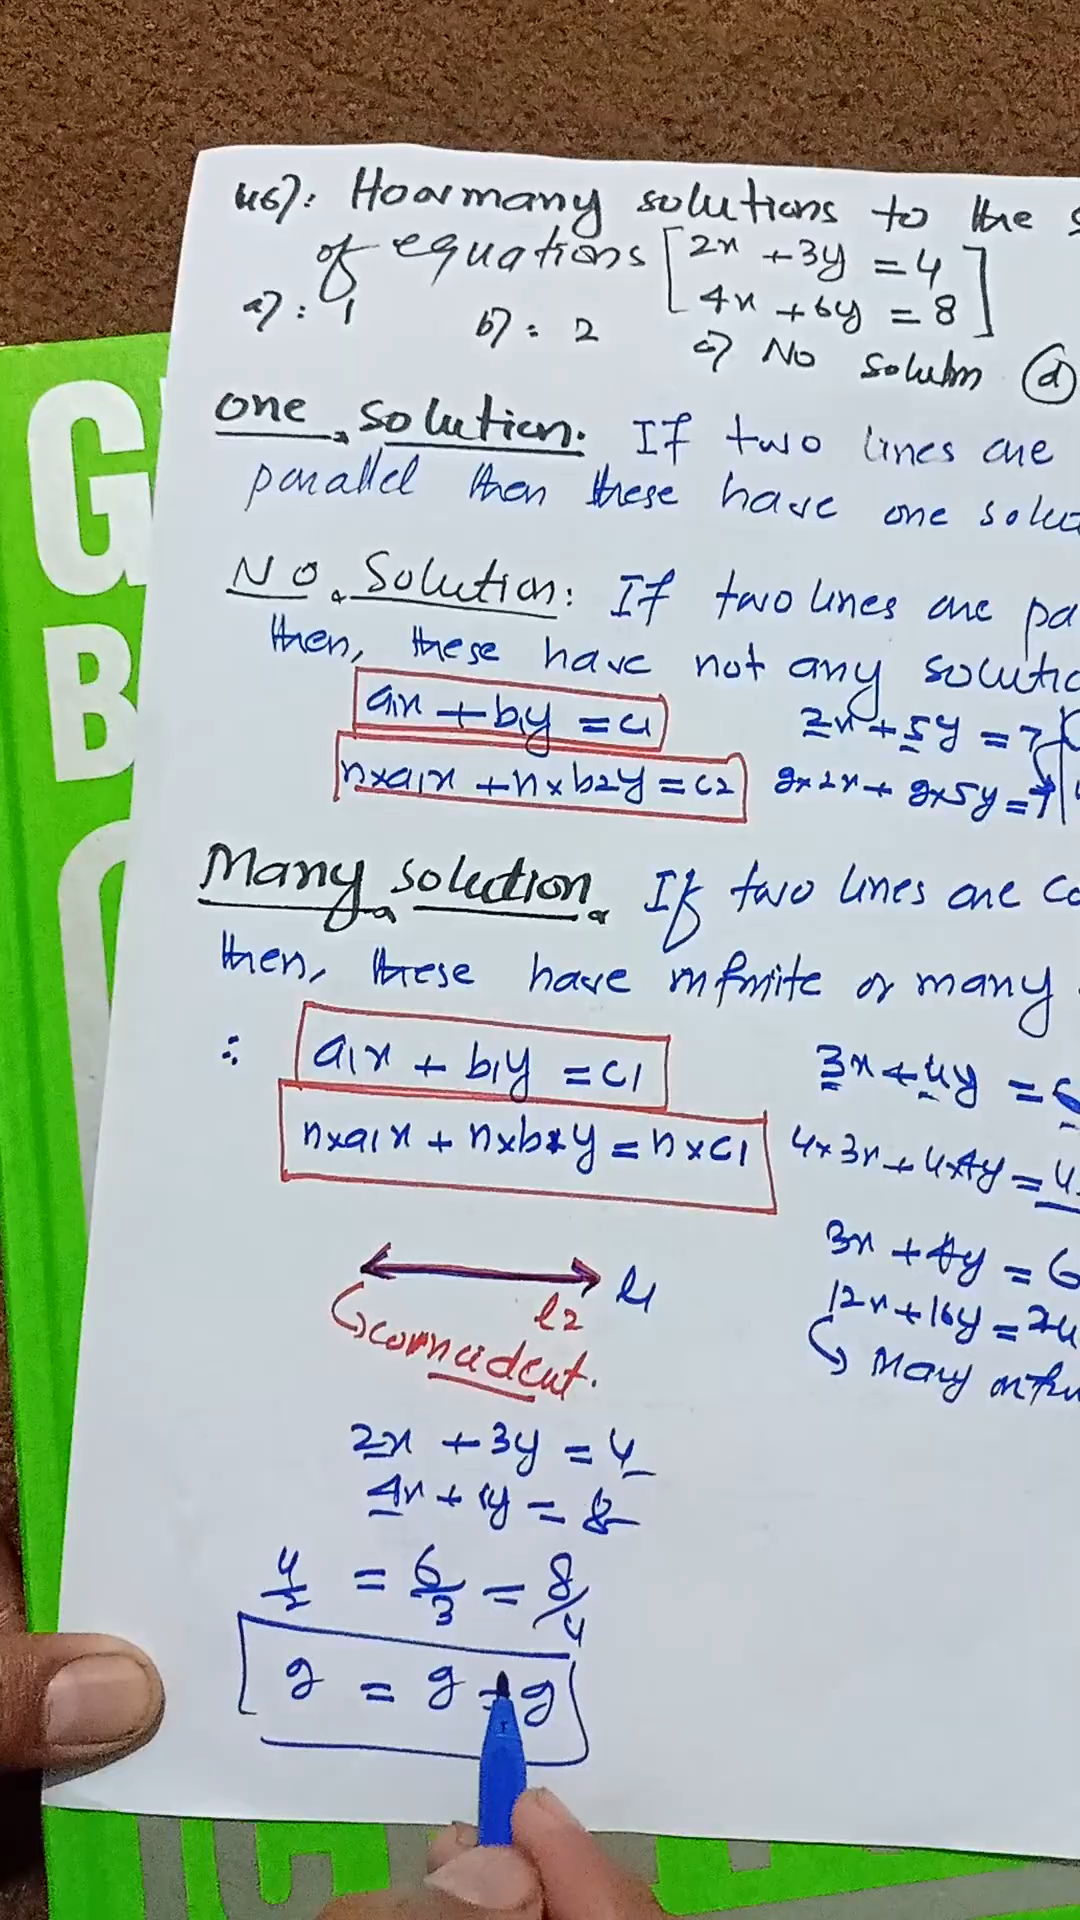 46): How many solutions to the
of equations [2x + 3y = 4
4x + 6y = 8]
a): 1 b): 2 c) No Solutn (d)
one solution: If two lines are
parallel then these have one solut
No Solution: If two lines are pa
then, these have not any solutio
a1x + b1y = c1
2x + 5y = 7
n×a1x + n×b2y = c2
2×2x + 2×5y = 7
Many solution. If two lines are co
then, these have infinite or many
∴ a1x + b1y = c1
3x + 4y = 6
n×a1x + n×b1y = n×c1
4×3x + 4×4y = 4
3x + 4y = 6
12x + 16y = 24
l1
l2
coincident.
Many
2x + 3y = 4
4x + 6y = 8
4/2 = 6/3 = 8/4
2 = 2 = 2
G
B